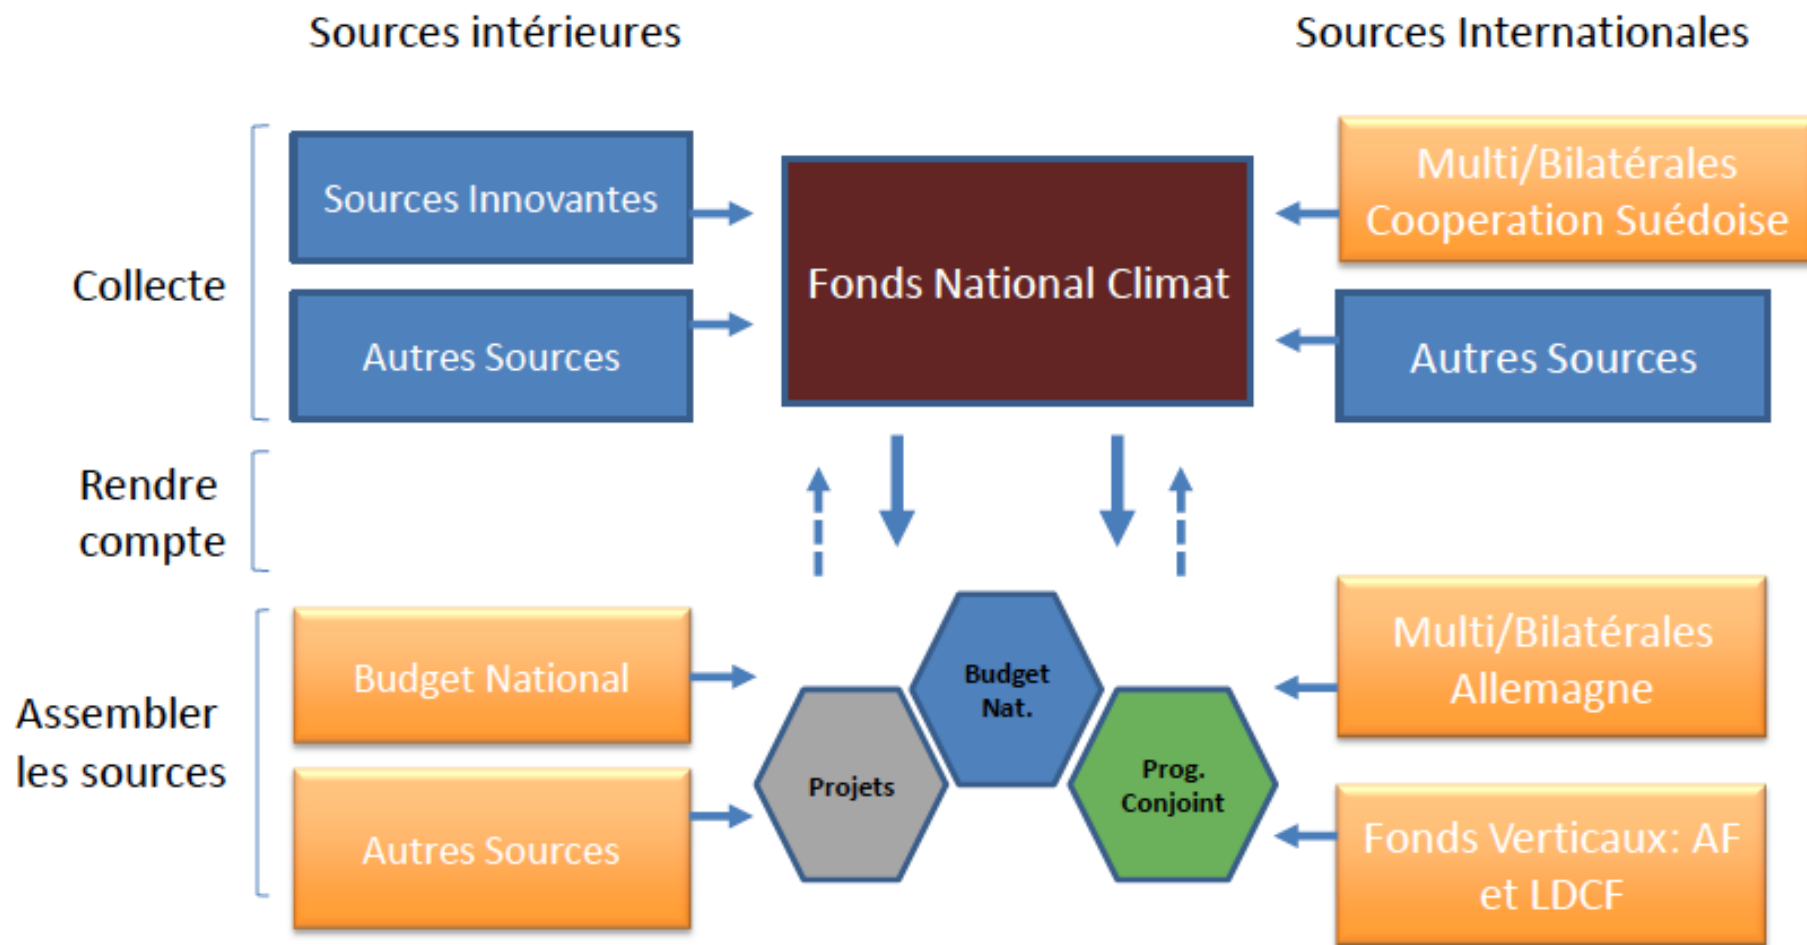 Sources intérieures
Sources Internationales
Collecte
Sources Innovantes
Autres Sources
Fonds National Climat
Multi/Bilatérales
Cooperation Suédoise
Autres Sources
Rendre
compte
Assembler
les sources
Budget National
Autres Sources
Budget
Nat.
Projets
Prog.
Conjoint
Multi/Bilatérales
Allemagne
Fonds Verticaux: AF
et LDCF